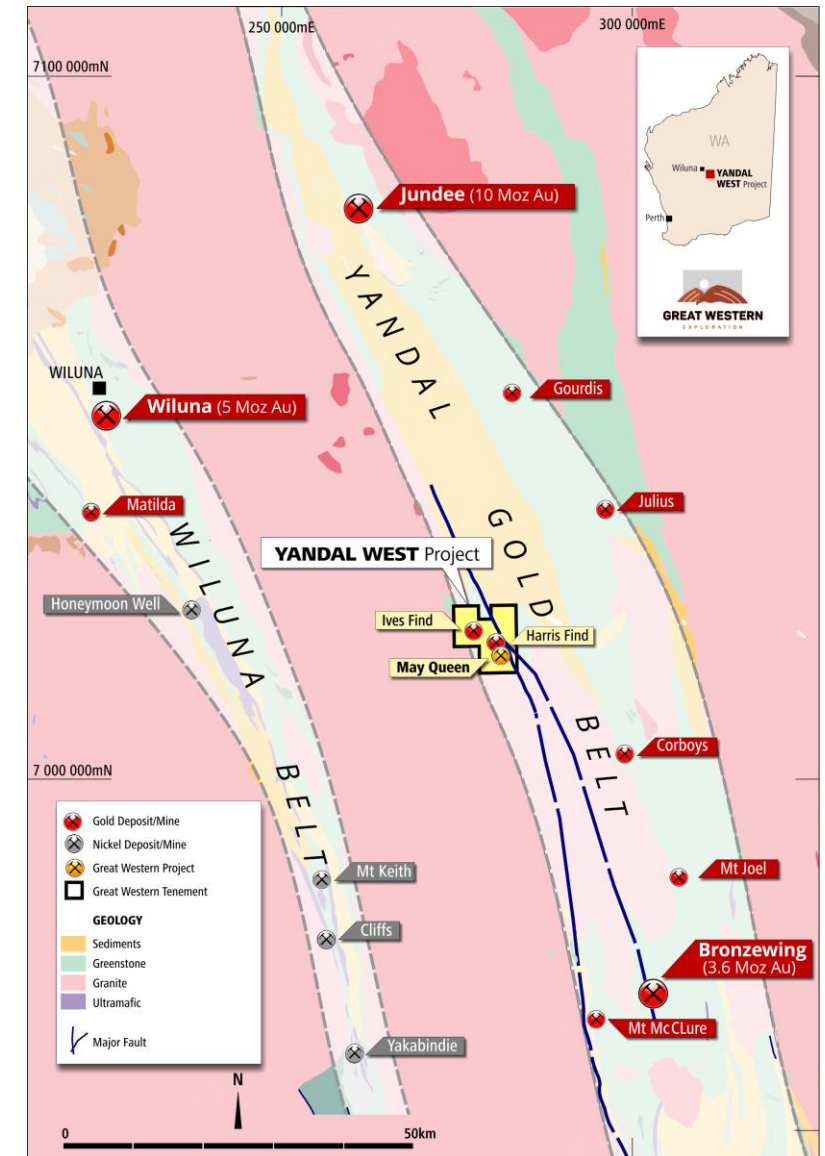 250 000mE
300 000mE
7100 000mN
WA
Wiluna
YANDAL
WEST Project
Perth
GREAT WESTERN
EXPLORATION
Jundee (10 Moz Au)
YANDAL
GOLD
BELT
Gourdis
WILUNA
Wiluna (5 Moz Au)
Matilda
Julius
WILUNA
BELT
YANDAL WEST Project
Honeymoon Well
Ives Find
Harris Find
May Queen
Corboys
7 000 000mN
Gold Deposit/Mine
Nickel Deposit/Mine
Great Western Project
Great Western Tenement
GEOLOGY
Sediments
Greenstone
Granite
Ultramafic
Major Fault
Mt Keith
Mt Joel
Cliffs
Bronzewing
(3.6 Moz Au)
Mt McCLure
Yakabindie
N
0
50km